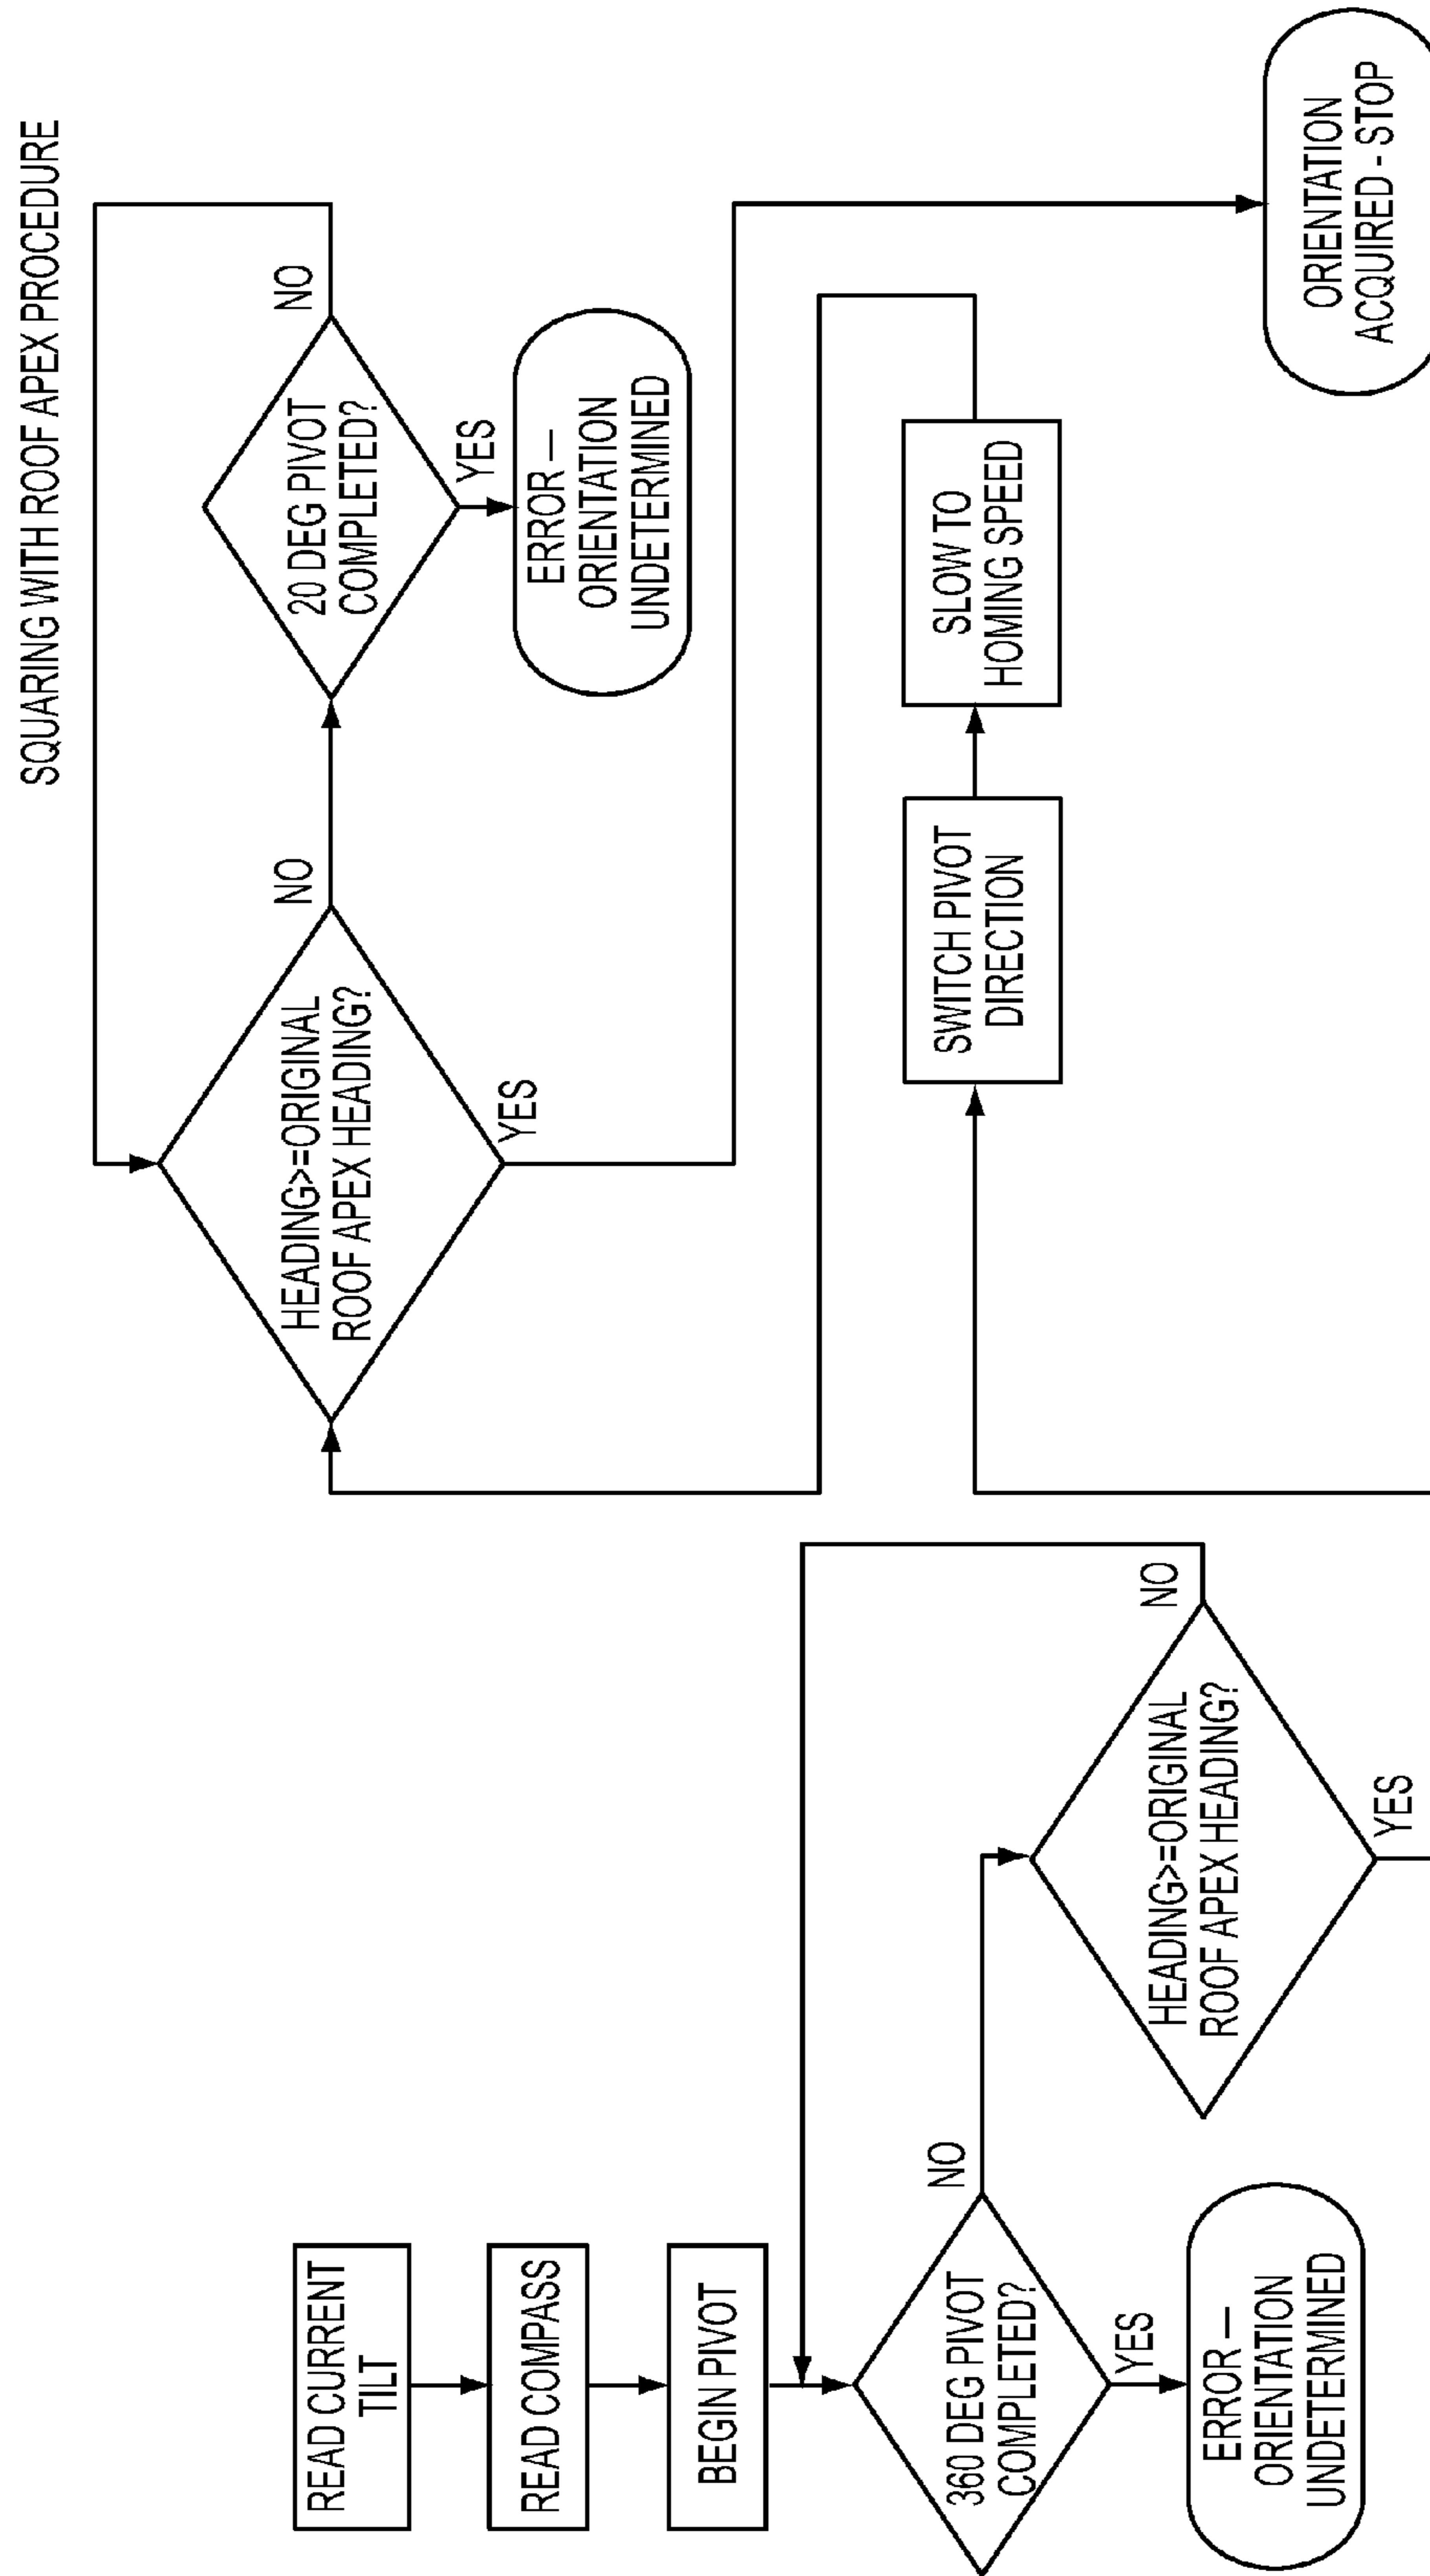 SQUARING WITH ROOF APEX PROCEDURE
READ CURRENT
TILT
READ COMPASS
BEGIN PIVOT
360 DEG PIVOT
COMPLETED?
NO
YES
ERROR —
ORIENTATION
UNDETERMINED
HEADING>=ORIGINAL
ROOF APEX HEADING?
NO
YES
SWITCH PIVOT
DIRECTION
SLOW TO
HOMING SPEED
HEADING>=ORIGINAL
ROOF APEX HEADING?
NO
YES
20 DEG PIVOT
COMPLETED?
NO
YES
ERROR —
ORIENTATION
UNDETERMINED
ORIENTATION
ACQUIRED - STOP